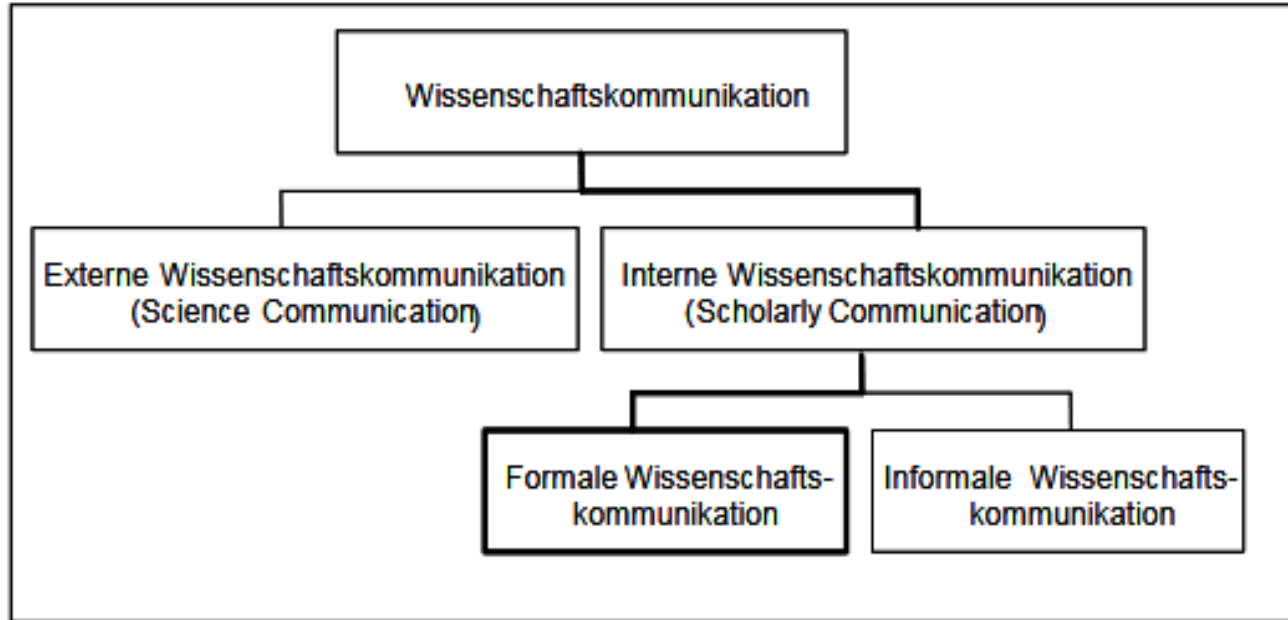 Wissenschaftskommunikation
Externe Wissenschaftskommunikation
(Science Communication)
Interne Wissenschaftskommunikation
(Scholarly Communication)
Formale Wissenschafts-
kommunikation
Informale Wissenschafts-
kommunikation